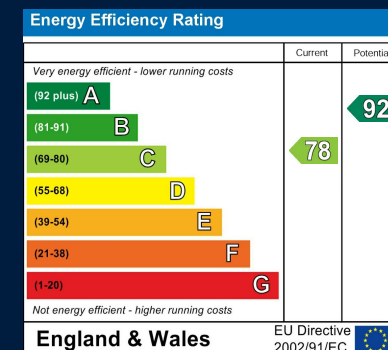 Energy Efficiency Rating
Current Potentia
Very energy efficient - lower running costs
(92 plus) A
92
(81-91) B
(69-80) C
78
(55-68) D
(39-54) E
(21-38) F
(1-20) G
Not energy efficient - higher running costs
England & Wales
EU Directive
2002/91/EC